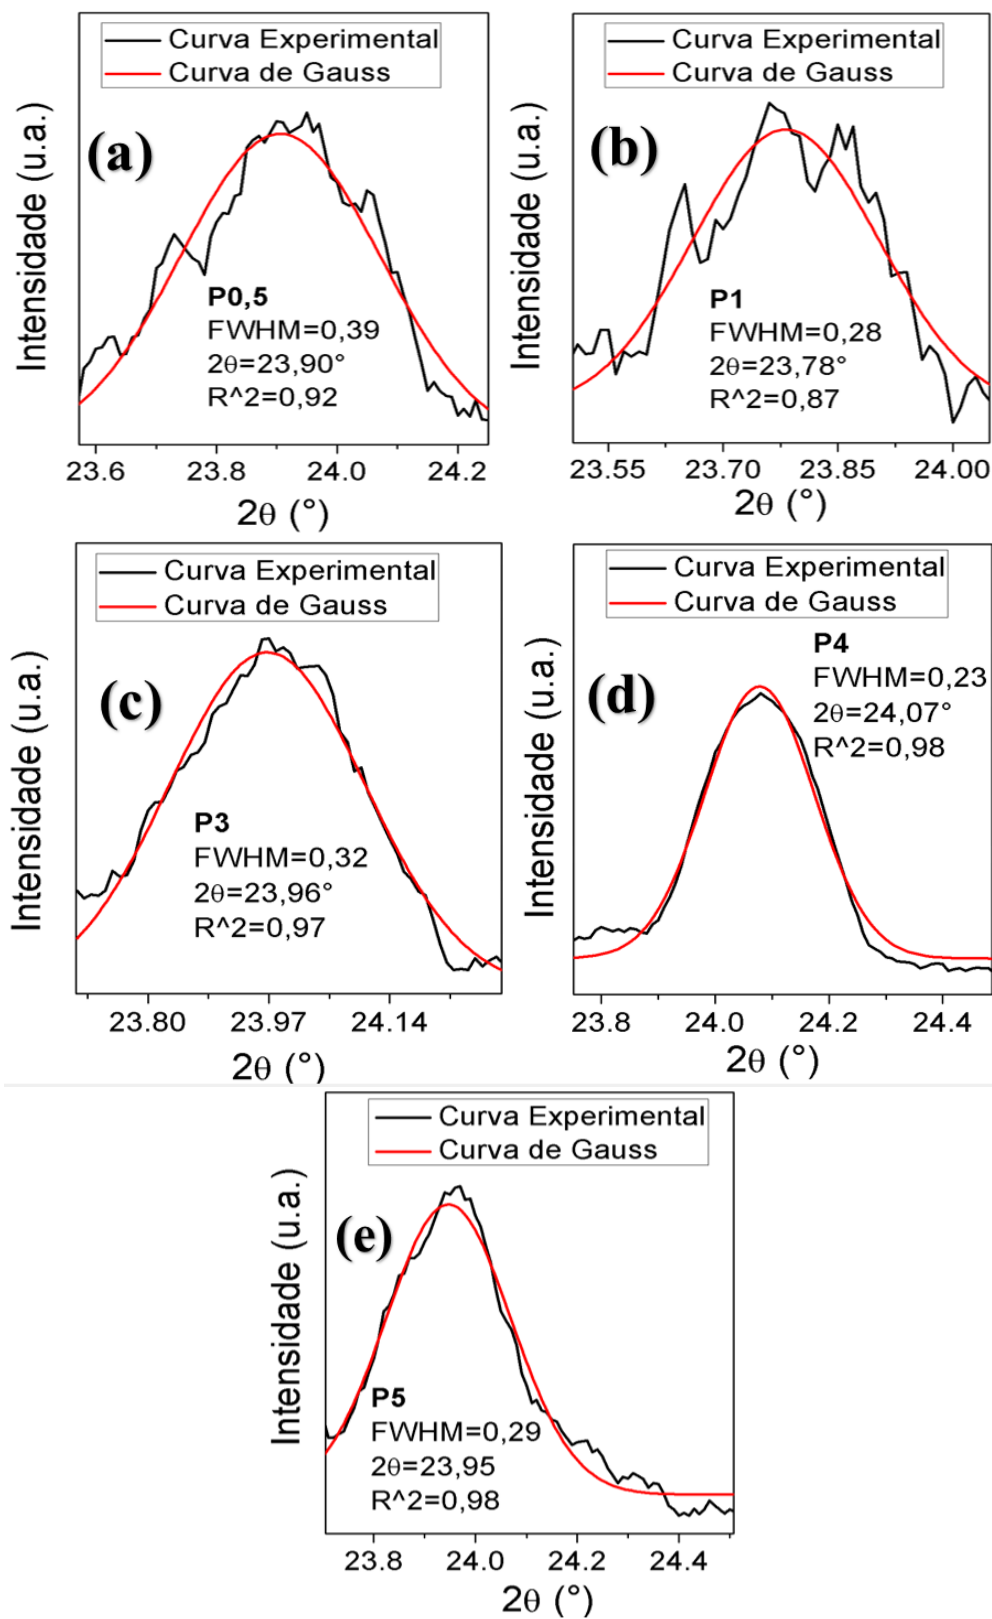 Curva Experimental
Curva de Gauss
(a)
P0,5
FWHM=0,39
2θ=23,90°
R^2=0,92
Intensidade (u.a.)
23.6 23.8 24.0 24.2
2θ (°)
Curva Experimental
Curva de Gauss
(b)
P1
FWHM=0,28
2θ=23,78°
R^2=0,87
Intensidade (u.a.)
23.55 23.70 23.85 24.00
2θ (°)
Curva Experimental
Curva de Gauss
(c)
P3
FWHM=0,32
2θ=23,96°
R^2=0,97
Intensidade (u.a.)
23.80 23.97 24.14
2θ (°)
Curva Experimental
Curva de Gauss
(d)
P4
FWHM=0,23
2θ=24,07°
R^2=0,98
Intensidade (u.a.)
23.8 24.0 24.2 24.4
2θ (°)
Curva Experimental
Curva de Gauss
(e)
P5
FWHM=0,29
2θ=23,95
R^2=0,98
Intensidade (u.a.)
23.8 24.0 24.2 24.4
2θ (°)